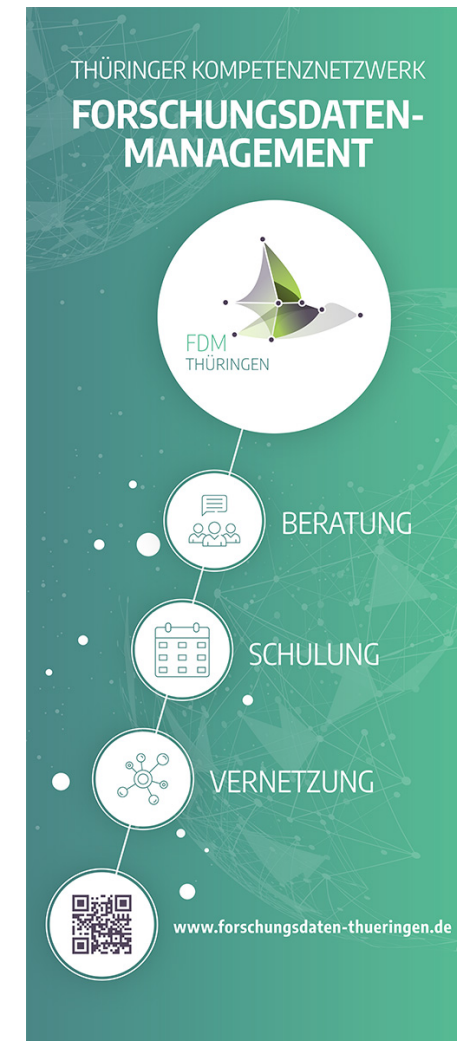 THÜRINGER KOMPETENZNETZWERK
FORSCHUNGSDATEN-
MANAGEMENT
FDM
THÜRINGEN
BERATUNG
SCHULUNG
VERNETZUNG
www.forschungsdaten-thueringen.de